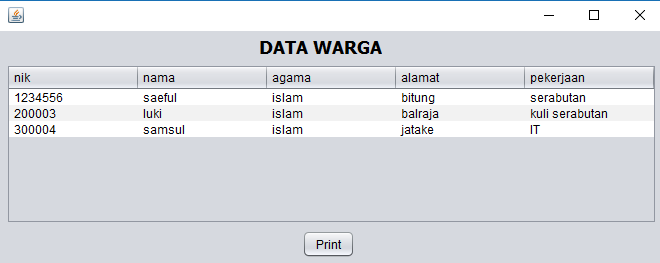 DATA WARGA
nik nama agama alamat pekerjaan
1234556 saeful islam bitung serabutan
200003 luki islam balraja kuli serabutan
300004 samsul islam jatake IT
Print